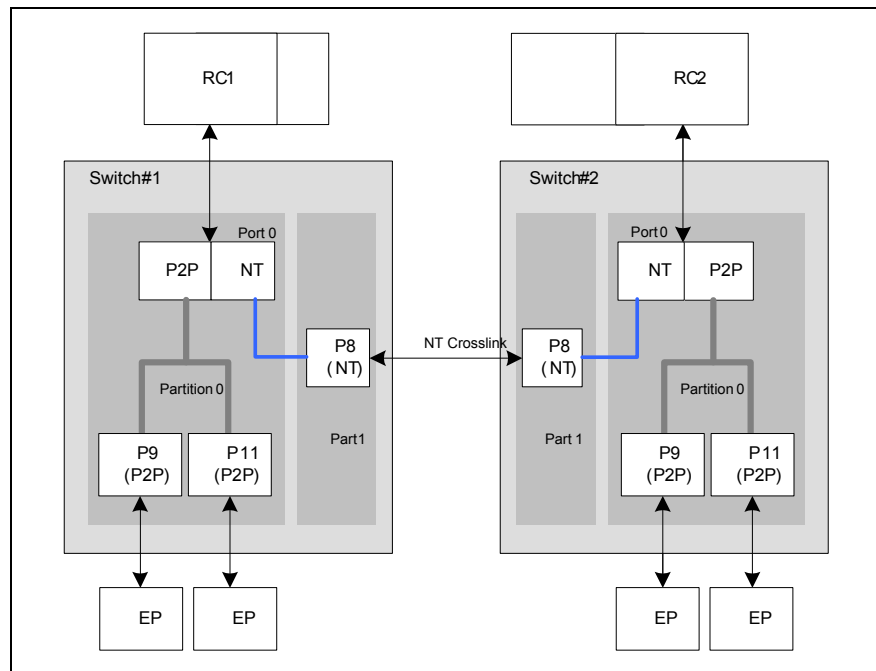 RC1
RC2
Switch#1
Switch#2
Port 0
Port 0
P2P
NT
NT
P2P
P8
(NT)
NT Crosslink
P8
(NT)
Partition 0
Part1
Part 1
Partition 0
P9
(P2P)
P11
(P2P)
P9
(P2P)
P11
(P2P)
EP
EP
EP
EP